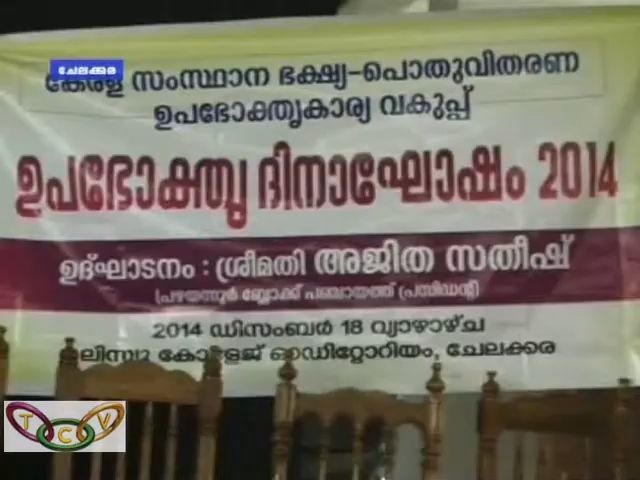 ചേലക്കര
കേരള സംസ്ഥാന ഭക്ഷ്യ-പൊതുവിതരണ
ഉപഭോക്തൃകാര്യ വകുപ്പ്
ഉപഭോക്തൃ ദിനാഘോഷം 2014
ഉദ്ഘാടനം : ശ്രീമതി അജിത സതീഷ്
(പഴയന്നൂർ ബ്ലോക്ക് പഞ്ചായത്ത് പ്രസിഡന്റ്)
2014 ഡിസംബർ 18 വ്യാഴാഴ്ച
കോളേജ് ഓഡിറ്റോറിയം, ചേലക്കര
TCV